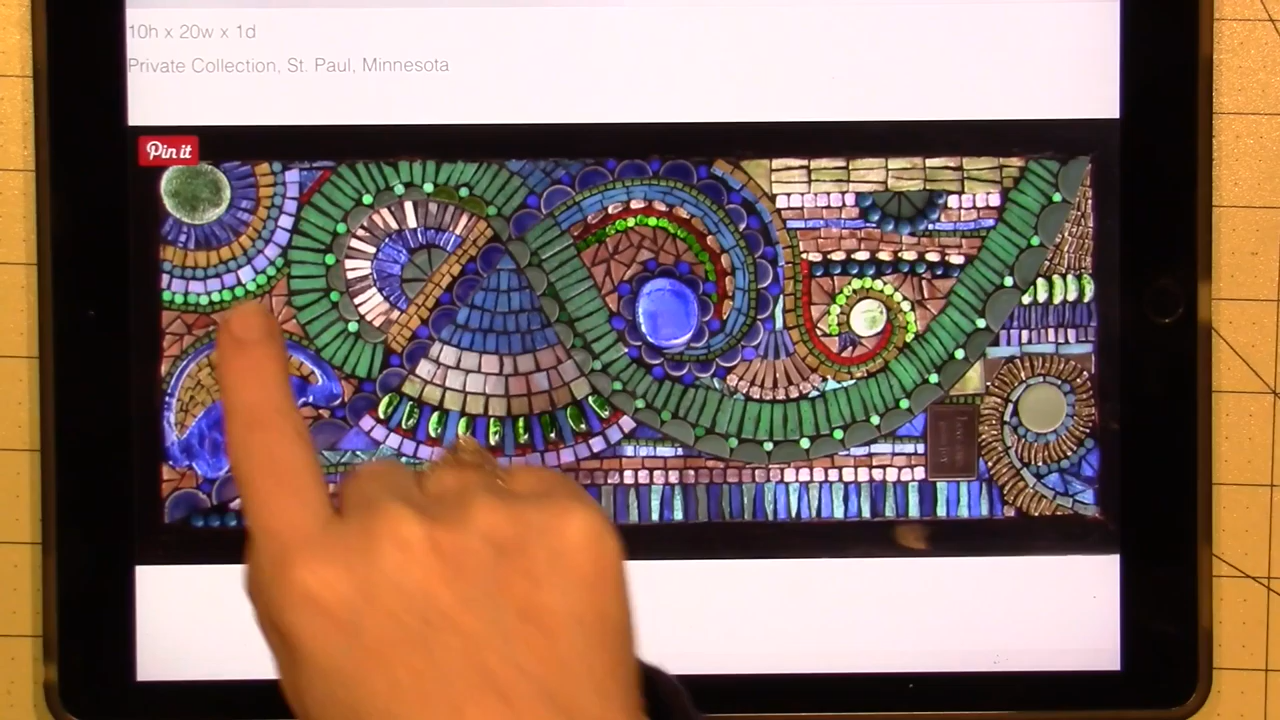 10h x 20w x 1d
Private Collection, St. Paul, Minnesota
Pin it